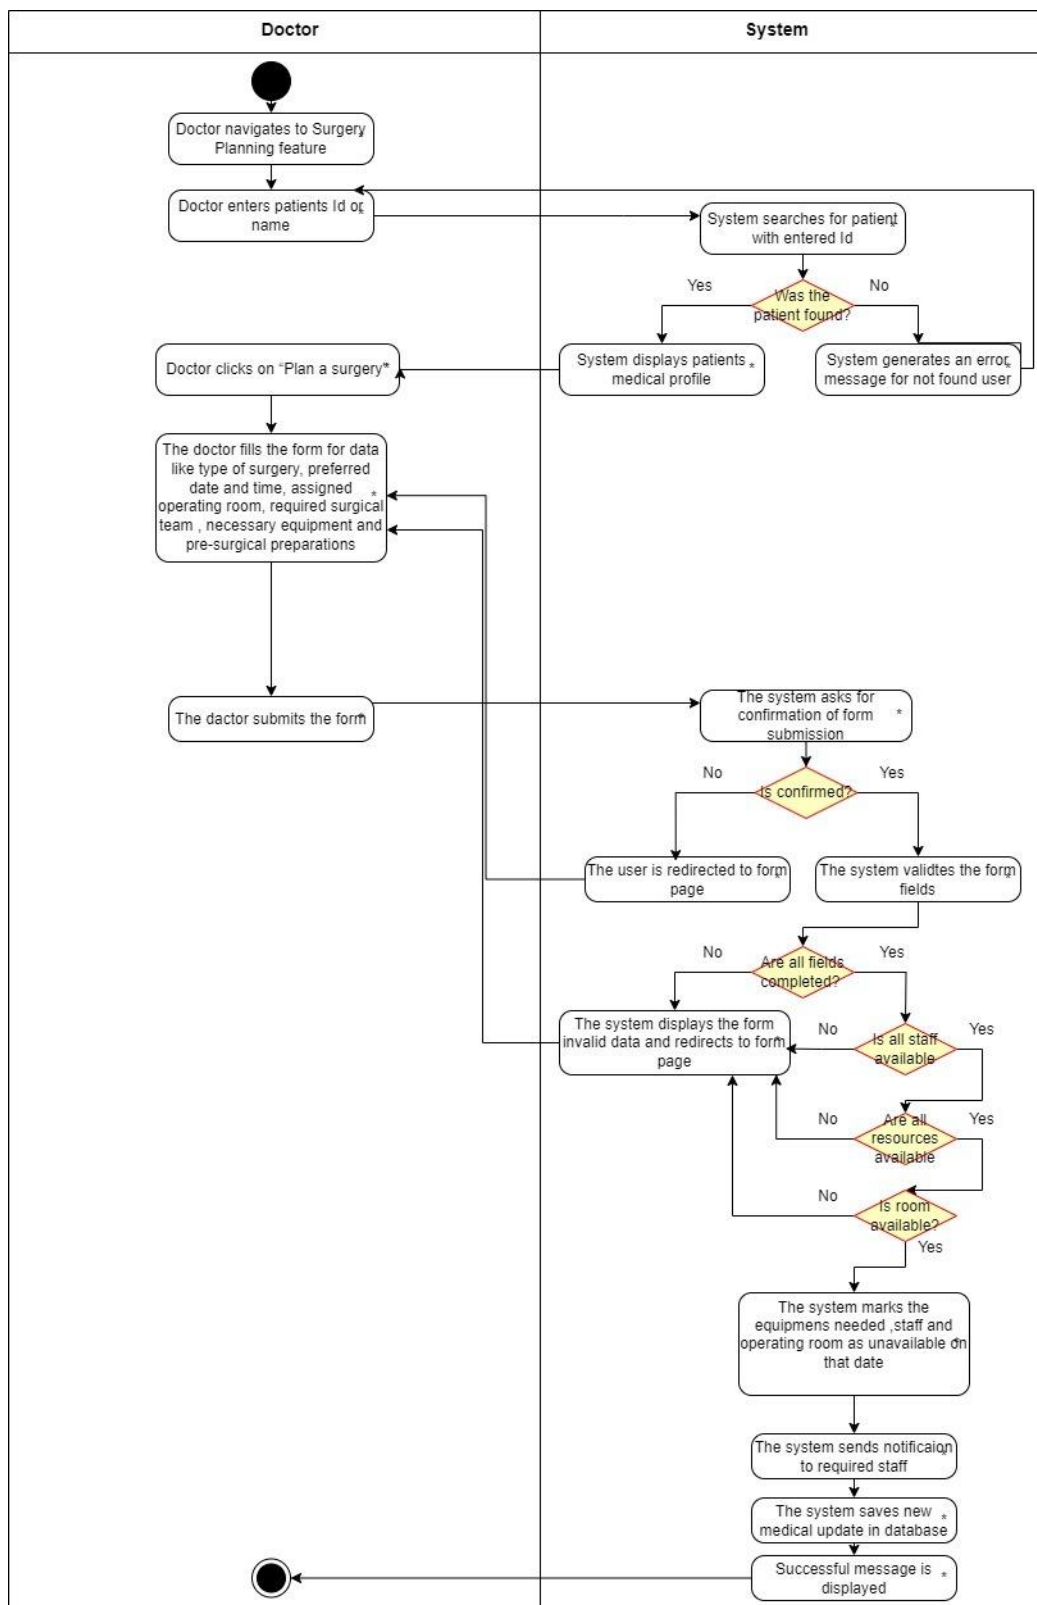 Doctor
System
Doctor navigates to Surgery
Planning feature
*
Doctor enters patients Id or
name
*
System searches for patient
with entered Id
*
Yes
Was the
patient found?
No
Doctor clicks on “Plan a surgery”
*
System displays patients
medical profile
*
System generates an error
message for not found user
*
The doctor fills the form for data
like type of surgery, preferred
date and time, assigned
operating room, required surgical
team , necessary equipment and
pre-surgical preparations
*
The dactor submits the form
*
The system asks for
confirmation of form
submission
*
No
Is confirmed?
Yes
The user is redirected to form
page
*
The system validtes the form
fields
*
No
Are all fields
completed?
Yes
The system displays the form
invalid data and redirects to form
page
*
No
Is all staff
available
Yes
No
Are all
resources
available
Yes
No
Is room
available?
Yes
The system marks the
equipmens needed ,staff and
operating room as unavailable on
that date
*
The system sends notificaion
to required staff
*
The system saves new
medical update in database
*
Successful message is
displayed
*